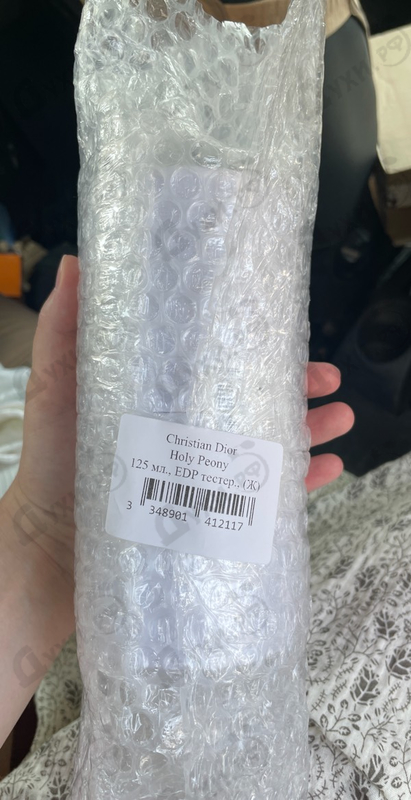 Christian Dior
Holy Peony
125 мл., EDP тестер., (Ж)
3 348901 412117